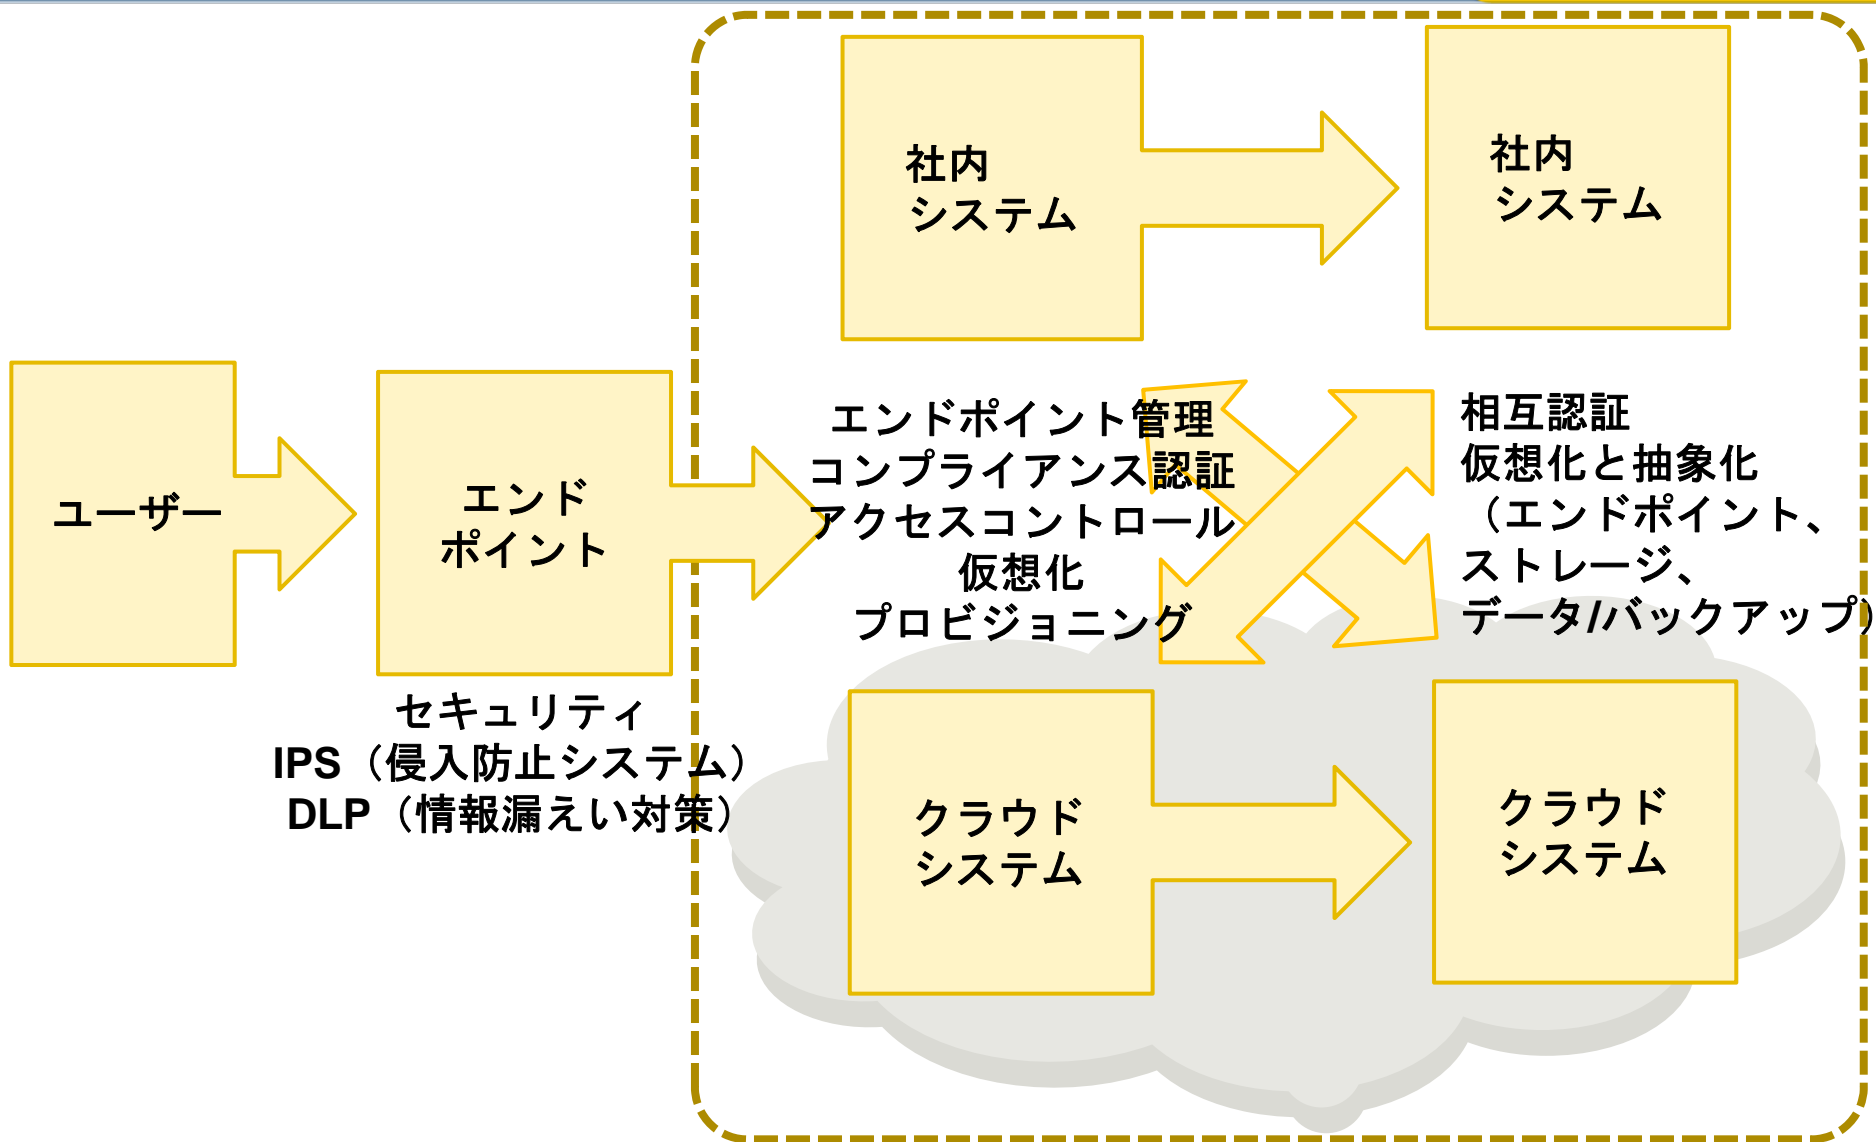 社内
システム
社内
システム
ユーザー
エンド
ポイント
セキュリティ
IPS（侵入防止システム）
DLP（情報漏えい対策）
エンドポイント管理
コンプライアンス認証
アクセスコントロール
仮想化
プロビジョニング
相互認証
仮想化と抽象化
（エンドポイント、
ストレージ、
データ/バックアップ）
クラウド
システム
クラウド
システム